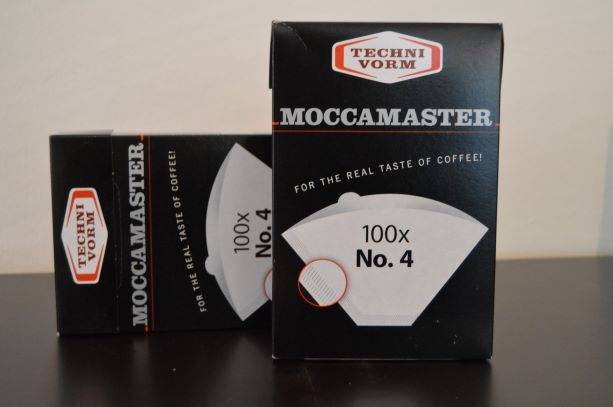 TECHNI
VORM
MOCCAMASTER
FOR THE REAL TASTE OF COFFEE!
100x
No. 4
TECHNI
VORM
MOCCAMASTER
FOR THE REAL TASTE OF COFFEE!
100x
No. 4